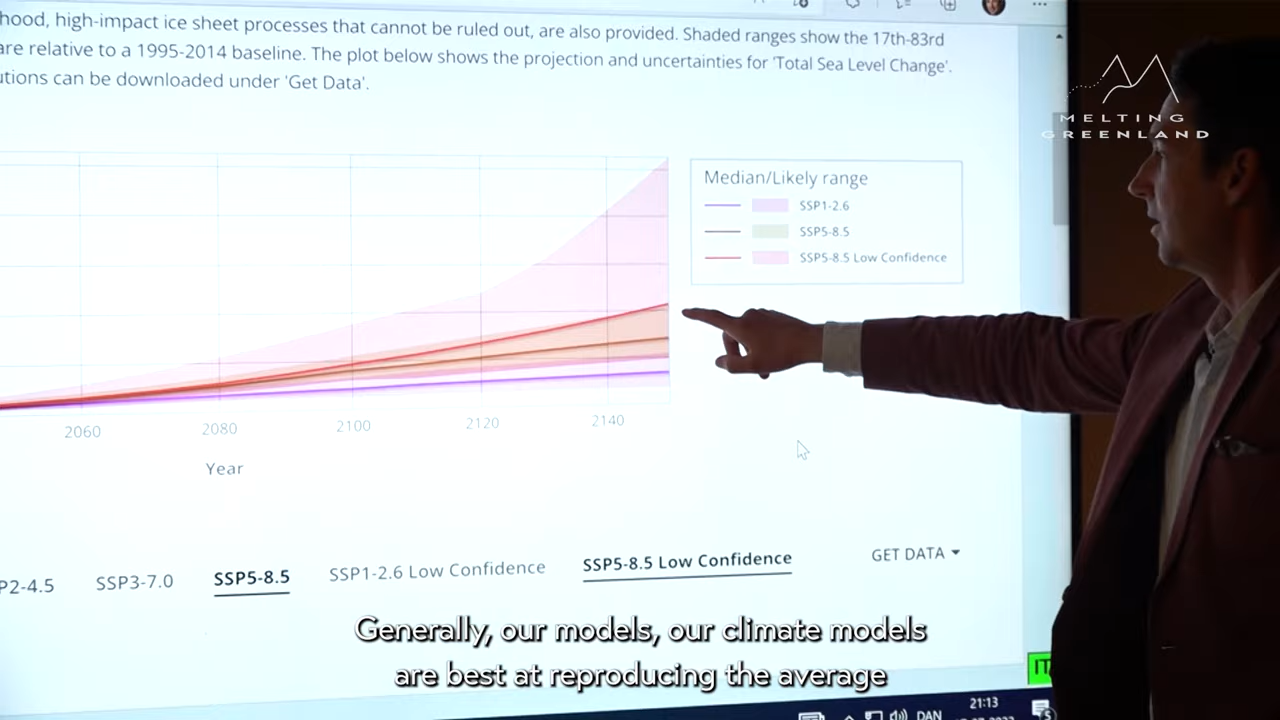 hood, high-impact ice sheet processes that cannot be ruled out, are also provided. Shaded ranges show the 17th-83rd
are relative to a 1995-2014 baseline. The plot below shows the projection and uncertainties for 'Total Sea Level Change'.
utions can be downloaded under 'Get Data'.
MELTING
GREENLAND
Median/Likely range
SSP1-2.6
SSP5-8.5
SSP5-8.5 Low Confidence
2060 2080 2100 2120 2140
Year
P2-4.5 SSP3-7.0 SSP5-8.5 SSP1-2.6 Low Confidence SSP5-8.5 Low Confidence GET DATA
Generally, our models, our climate models
are best at reproducing the average
IT
DAN
21:13